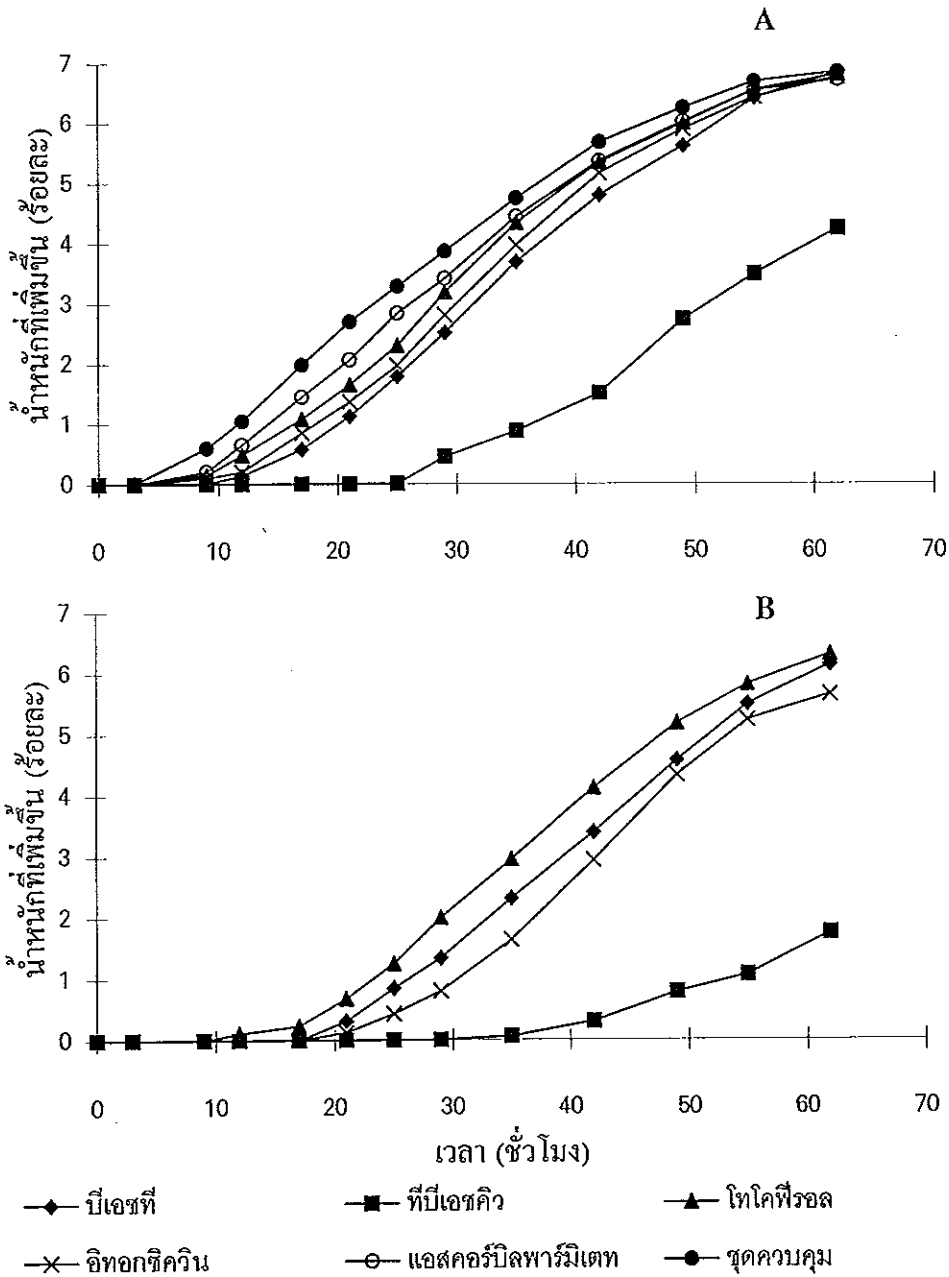 A
7
6
5
4
3
2
1
0
น้ำหนักที่เพิ่มขึ้น (ร้อยละ)
0 10 20 30 40 50 60 70
B
7
6
5
4
3
2
1
0
น้ำหนักที่เพิ่มขึ้น (ร้อยละ)
0 10 20 30 40 50 60 70
เวลา (ชั่วโมง)
บีเอชที ทีบีเอชคิว โทโคฟีรอล
อิทอกซิควิน แอสคอร์บิลพาร์มิเตท ชุดควบคุม